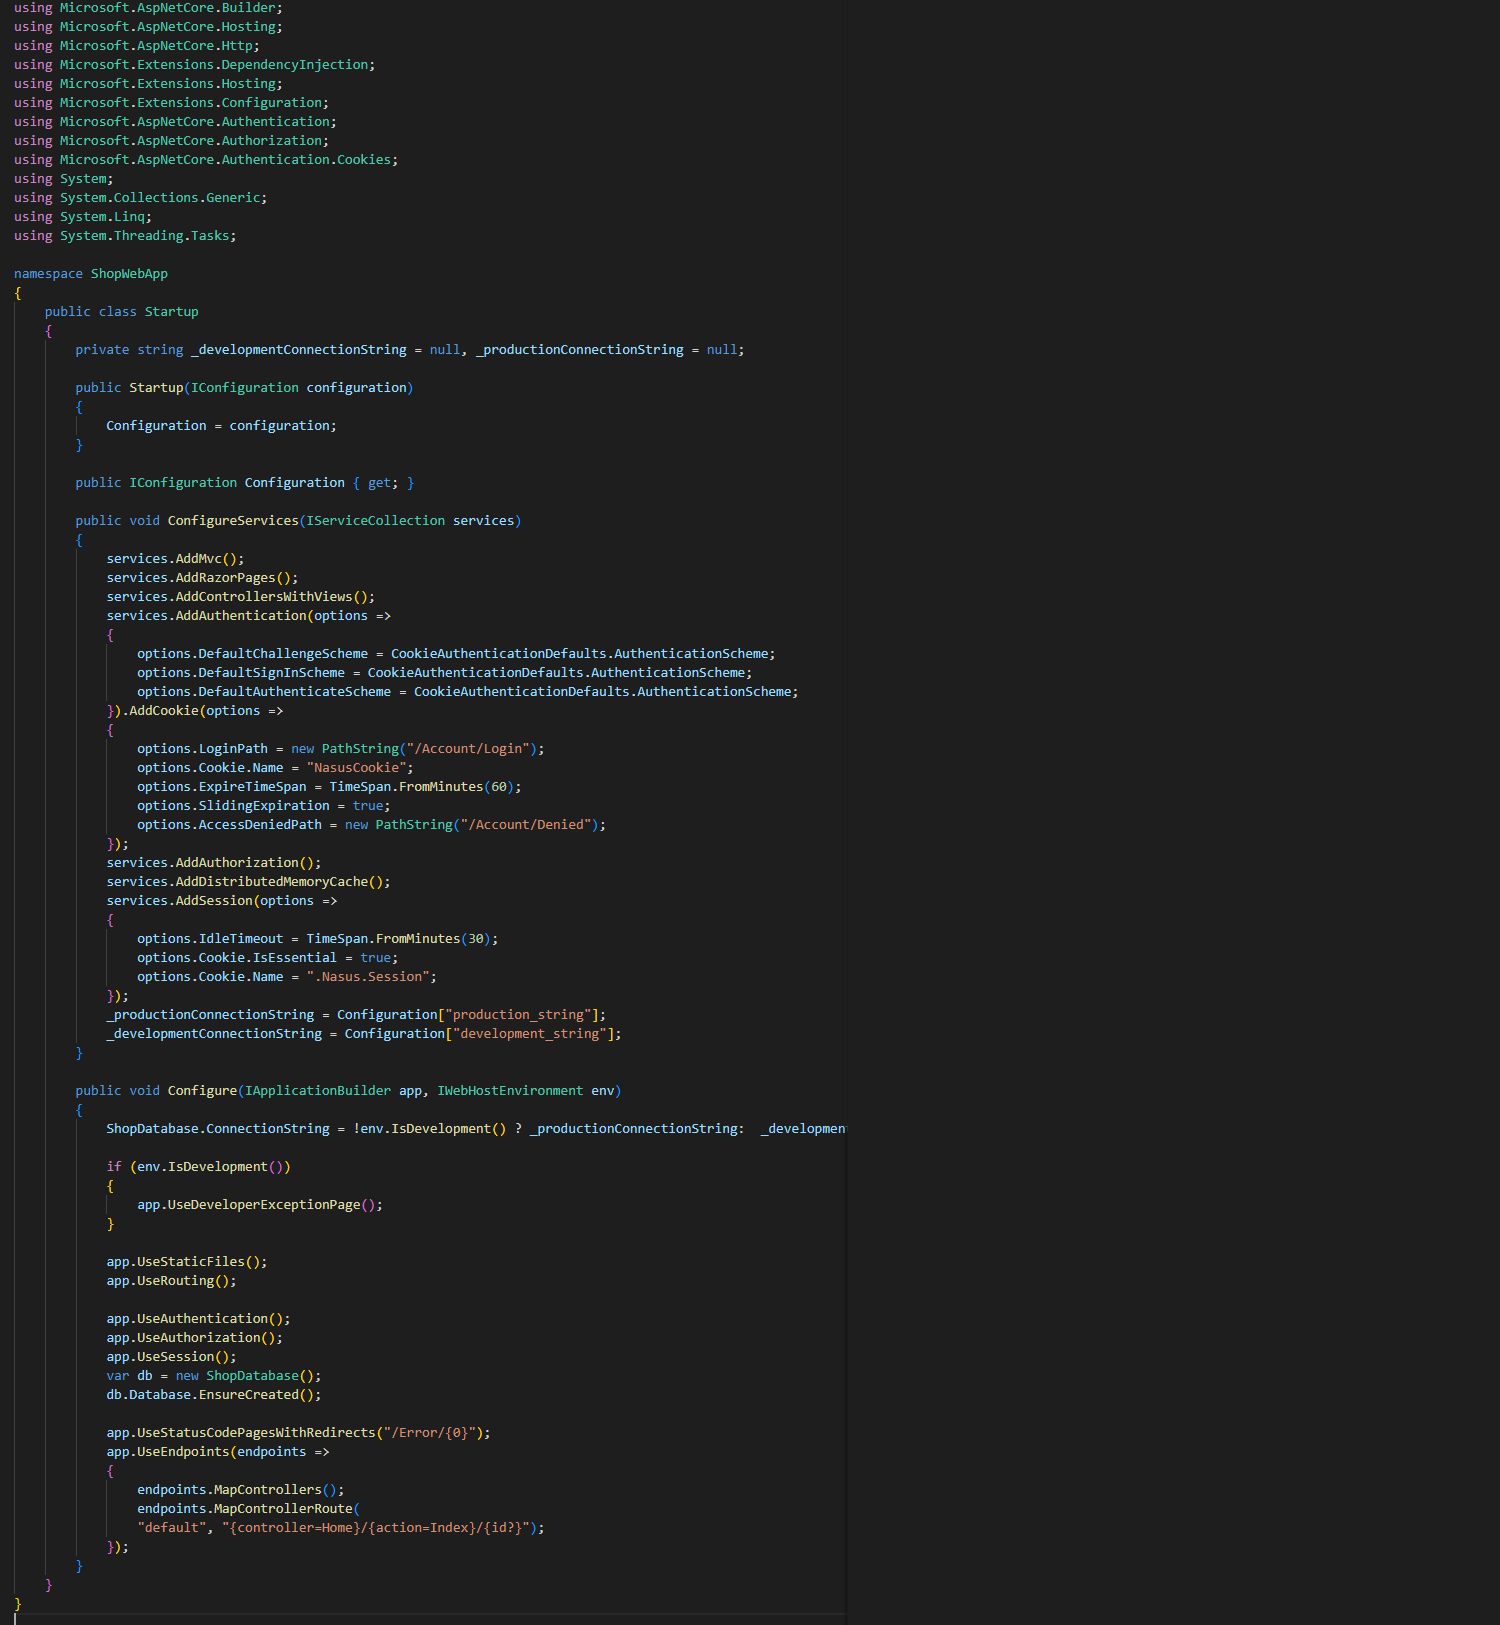 using Microsoft.AspNetCore.Builder;
using Microsoft.AspNetCore.Hosting;
using Microsoft.AspNetCore.Http;
using Microsoft.Extensions.DependencyInjection;
using Microsoft.Extensions.Hosting;
using Microsoft.Extensions.Configuration;
using Microsoft.AspNetCore.Authentication;
using Microsoft.AspNetCore.Authorization;
using Microsoft.AspNetCore.Authentication.Cookies;
using System;
using System.Collections.Generic;
using System.Linq;
using System.Threading.Tasks;

namespace ShopWebApp
{
    public class Startup
    {
        private string _developmentConnectionString = null, _productionConnectionString = null;

        public Startup(IConfiguration configuration)
        {
            Configuration = configuration;
        }

        public IConfiguration Configuration { get; }

        public void ConfigureServices(IServiceCollection services)
        {
            services.AddMvc();
            services.AddRazorPages();
            services.AddControllersWithViews();
            services.AddAuthentication(options =>
            {
                options.DefaultChallengeScheme = CookieAuthenticationDefaults.AuthenticationScheme;
                options.DefaultSignInScheme = CookieAuthenticationDefaults.AuthenticationScheme;
                options.DefaultAuthenticateScheme = CookieAuthenticationDefaults.AuthenticationScheme;
            }).AddCookie(options =>
            {
                options.LoginPath = new PathString("/Account/Login");
                options.Cookie.Name = "NasusCookie";
                options.ExpireTimeSpan = TimeSpan.FromMinutes(60);
                options.SlidingExpiration = true;
                options.AccessDeniedPath = new PathString("/Account/Denied");
            });
            services.AddAuthorization();
            services.AddDistributedMemoryCache();
            services.AddSession(options =>
            {
                options.IdleTimeout = TimeSpan.FromMinutes(30);
                options.Cookie.IsEssential = true;
                options.Cookie.Name = ".Nasus.Session";
            });
            _productionConnectionString = Configuration["production_string"];
            _developmentConnectionString = Configuration["development_string"];
        }

        public void Configure(IApplicationBuilder app, IWebHostEnvironment env)
        {
            ShopDatabase.ConnectionString = !env.IsDevelopment() ? _productionConnectionString:  _developmen

            if (env.IsDevelopment())
            {
                app.UseDeveloperExceptionPage();
            }

            app.UseStaticFiles();
            app.UseRouting();

            app.UseAuthentication();
            app.UseAuthorization();
            app.UseSession();
            var db = new ShopDatabase();
            db.Database.EnsureCreated();

            app.UseStatusCodePagesWithRedirects("/Error/{0}");
            app.UseEndpoints(endpoints =>
            {
                endpoints.MapControllers();
                endpoints.MapControllerRoute(
                "default", "{controller=Home}/{action=Index}/{id?}");
            });
        }
    }
}